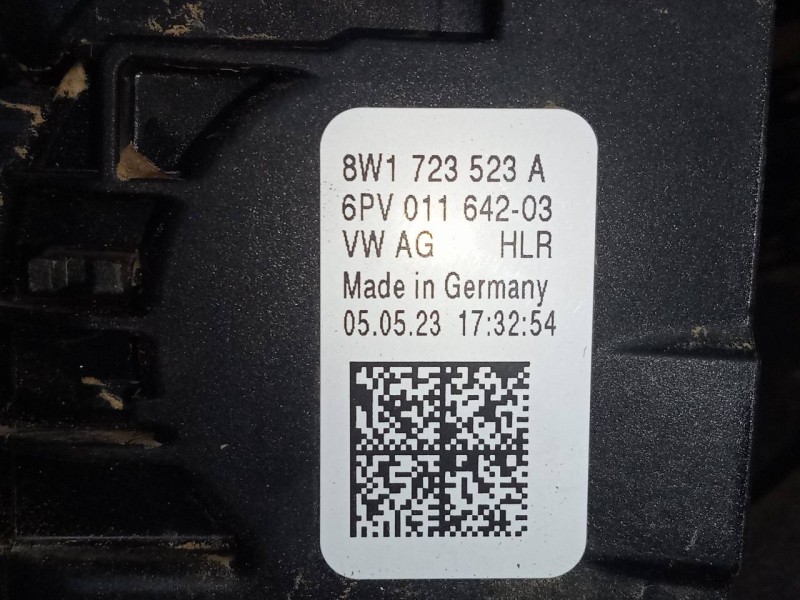 8W1 723 523 A
6PV 011 642-03
VW AG HLR
Made in Germany
05.05.23 17:32:54